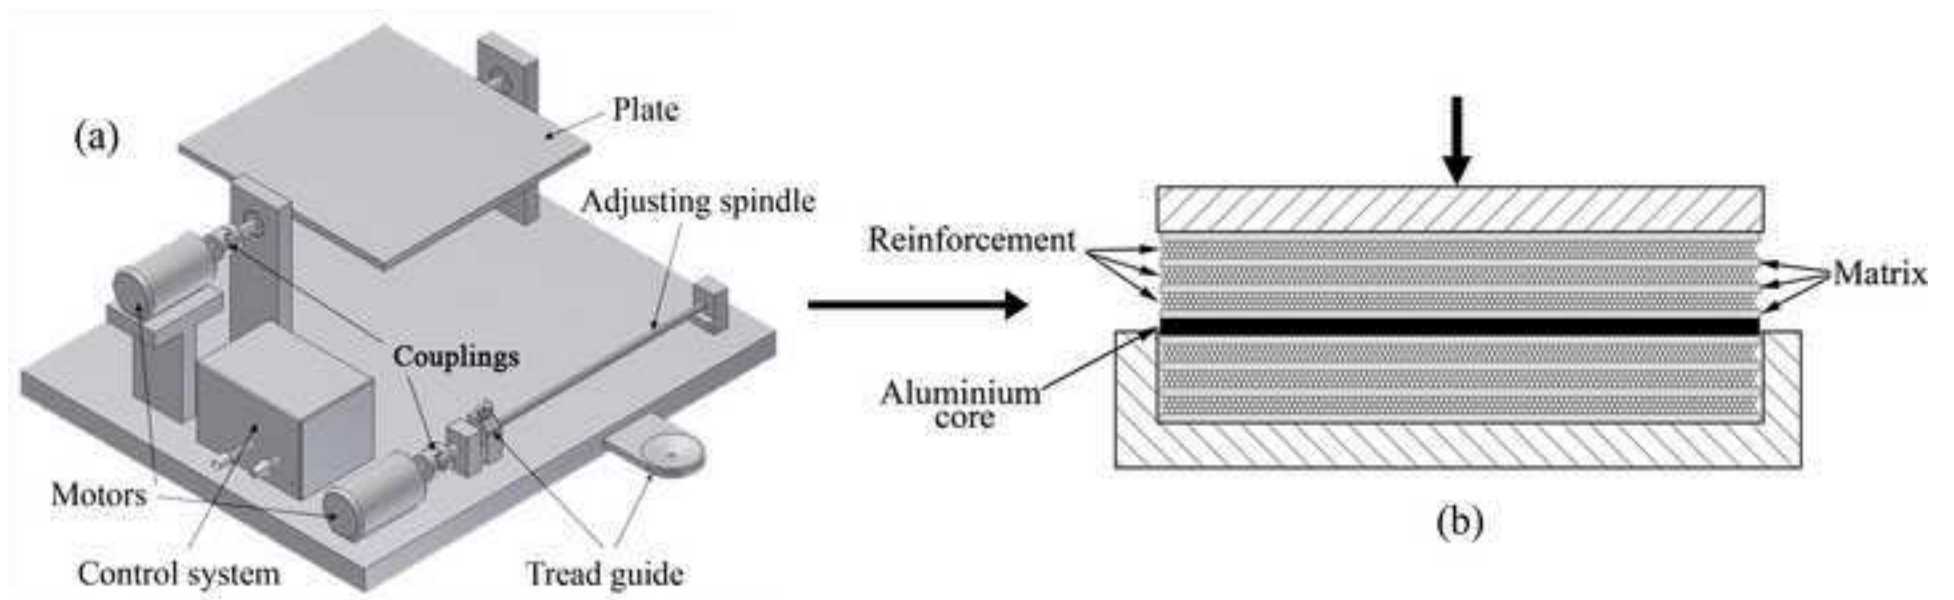 (a)
Plate
Adjusting spindle
Couplings
Motors
Control system
Tread guide
Reinforcement
Matrix
Aluminium
core
(b)